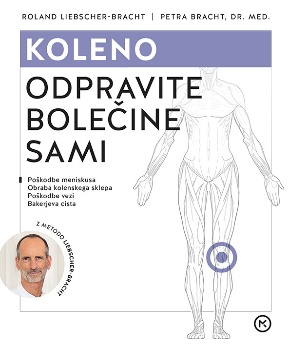 ROLAND LIEBSCHER-BRACHT | PETRA BRACHT, DR. MED.
KOLENO
ODPRAVITE
BOLEČINE
SAMI
Poškodbe meniskusa
Obraba kolenskega sklepa
Poškodbe vezi
Bakerjeva cista
Z METODO LIEBSCHER-BRACHT